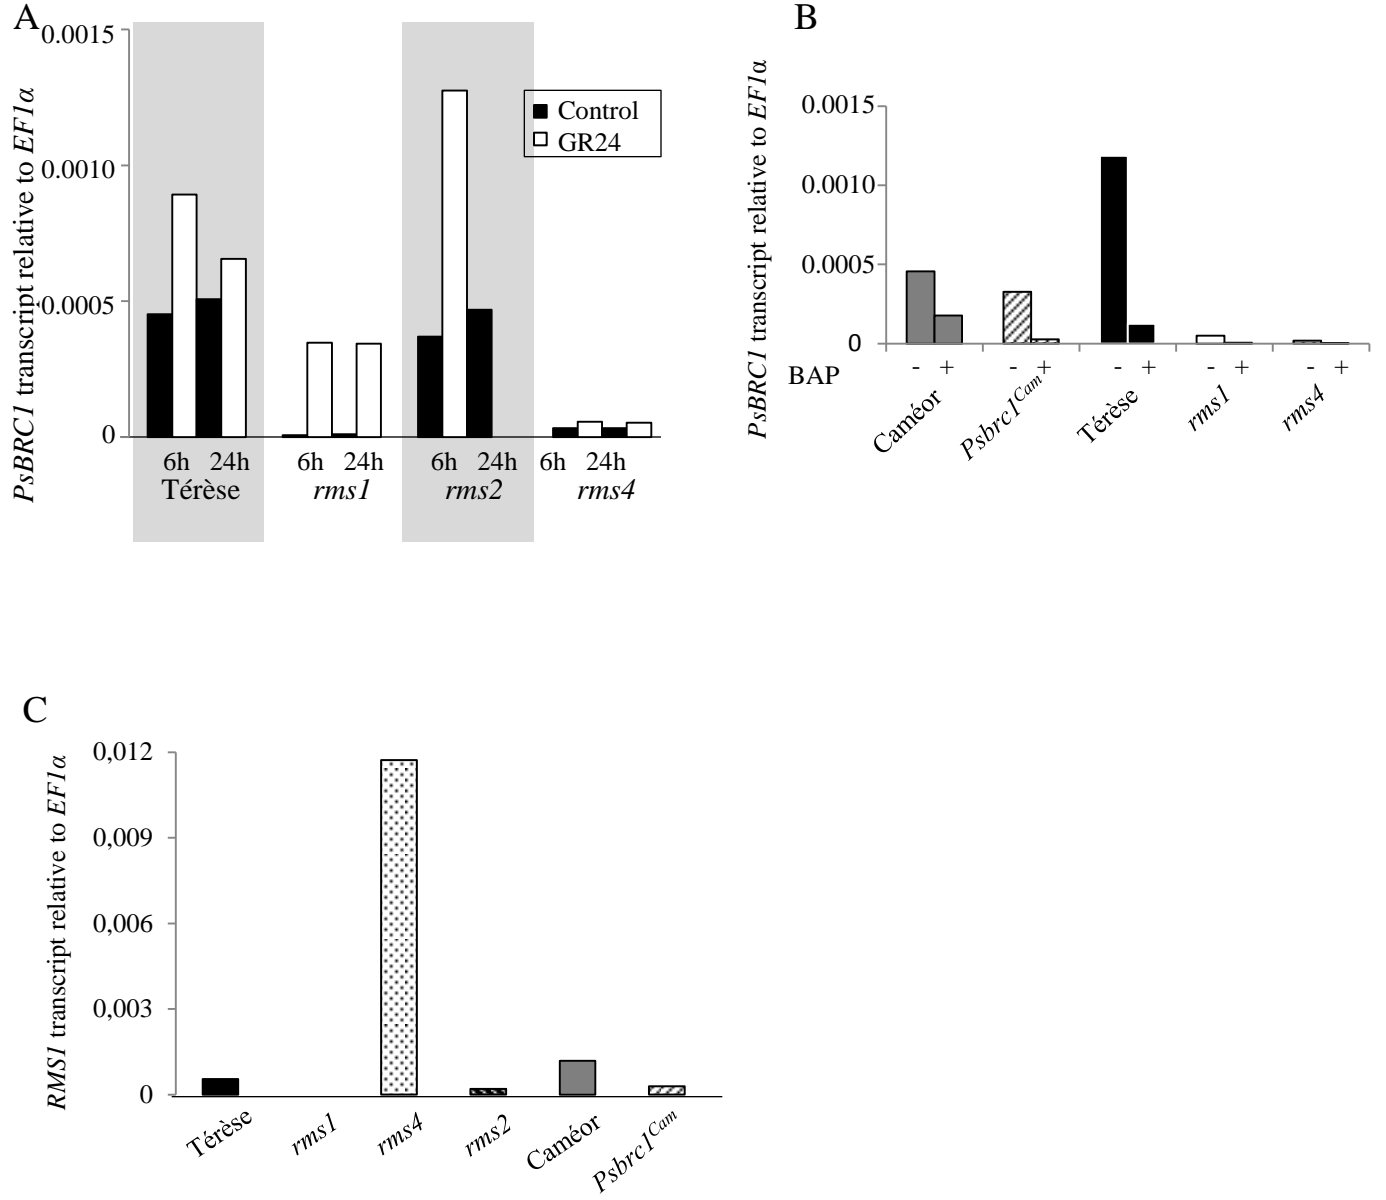 A
0.0015
0.0010
0.0005
0
PsBRC1 transcript relative to EF1α
Control
GR24
6h 24h 6h 24h 6h 24h 6h 24h
Térèse rms1 rms2 rms4
B
0.0015
0.0010
0.0005
0
PsBRC1 transcript relative to EF1α
BAP - + - + - + - + - +
Caméor Psbrc1Cam Térèse rms1 rms4
C
0,012
0,009
0,006
0,003
0
RMS1 transcript relative to EF1α
Térèse rms1 rms4 rms2 Caméor Psbrc1Cam